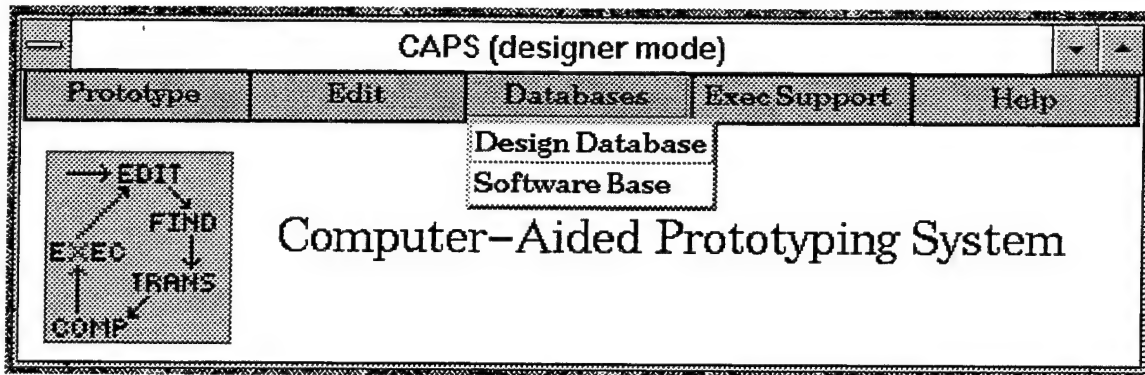 CAPS (designer mode)
Prototype Edit Databases Exec Support Help
Design Database
Software Base
EDIT
FIND
EXEC
TRANS
COMP
Computer-Aided Prototyping System